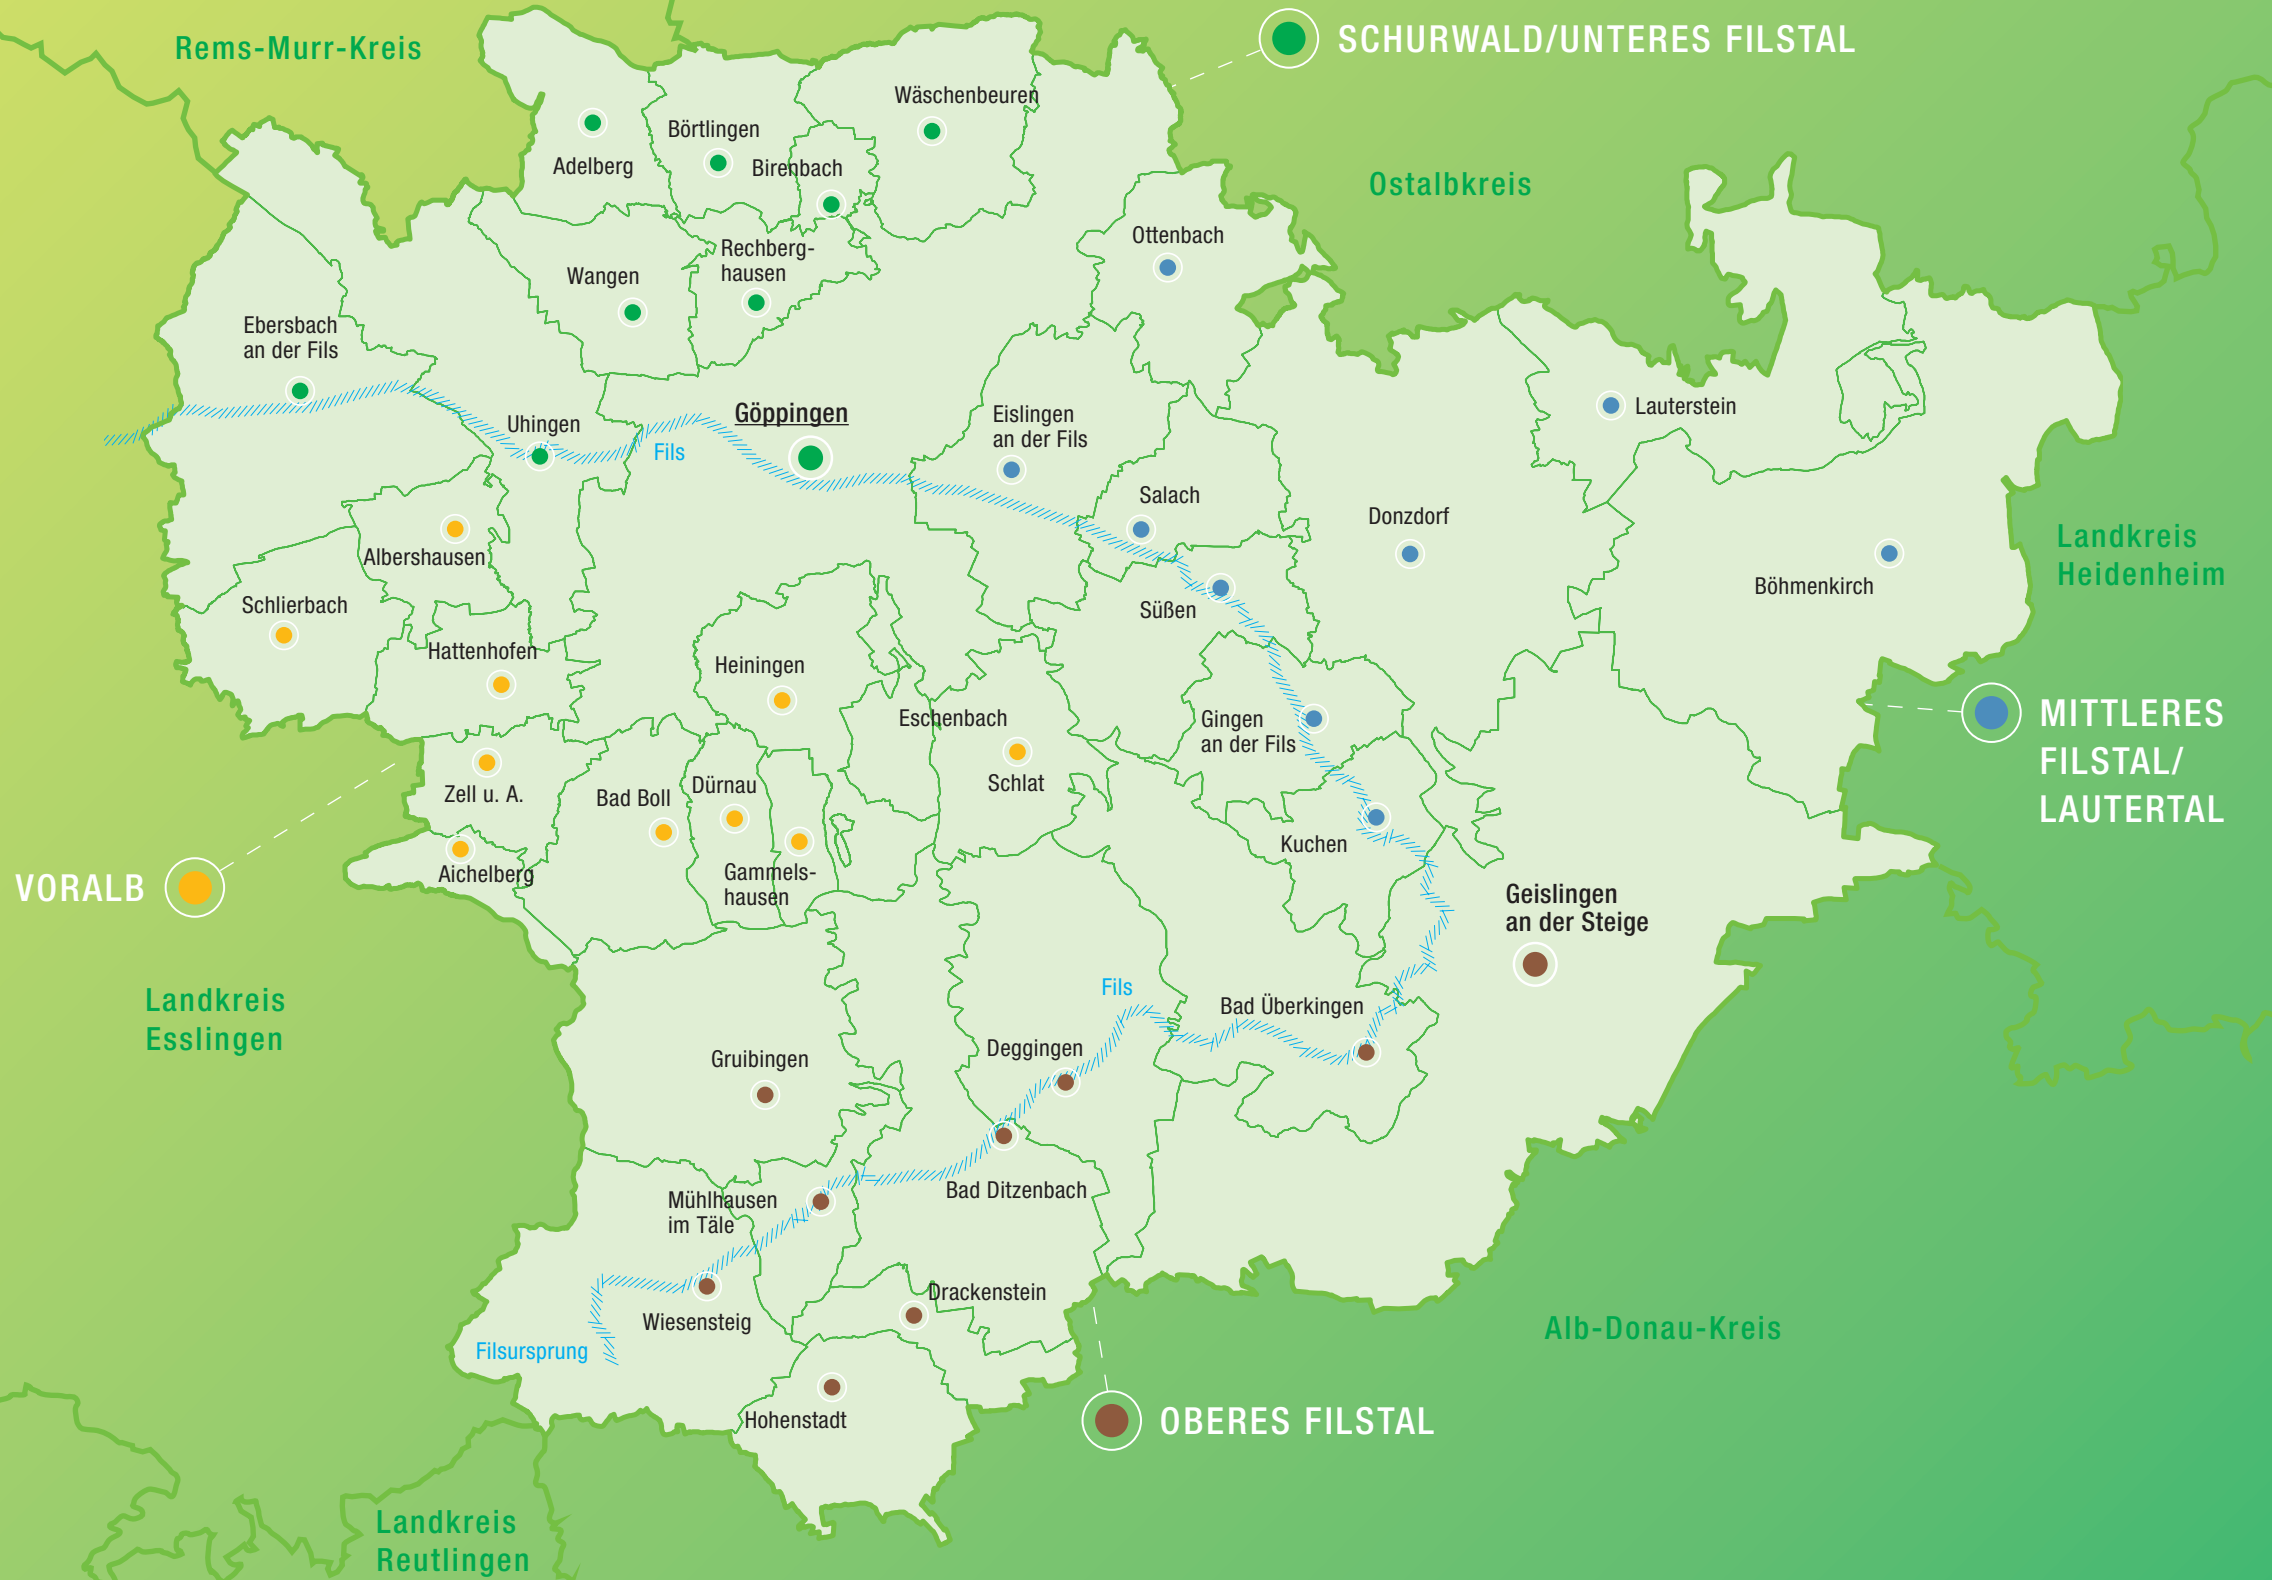 SCHURWALD/UNTERES FILSTAL
Rems-Murr-Kreis
Wäschenbeuren
Börtlingen
Adelberg
Birenbach
Ostalbkreis
Ottenbach
Rechberg-
hausen
Wangen
Ebersbach
an der Fils
Lauterstein
Göppingen
Eislingen
an der Fils
Uhingen
Fils
Salach
Donzdorf
Landkreis
Heidenheim
Albershausen
Böhmenkirch
Schlierbach
Süßen
Hattenhofen
Heiningen
Eschenbach
Gingen
an der Fils
MITTLERES
FILSTAL/
LAUTERTAL
Schlat
Dürnau
Zell u. A.
Bad Boll
Kuchen
Aichelberg
Gammels-
hausen
VORALB
Geislingen
an der Steige
Fils
Landkreis
Esslingen
Bad Überkingen
Deggingen
Gruibingen
Bad Ditzenbach
Mühlhausen
im Täle
Drackenstein
Wiesensteig
Alb-Donau-Kreis
Filsursprung
Hohenstadt
OBERES FILSTAL
Landkreis
Reutlingen